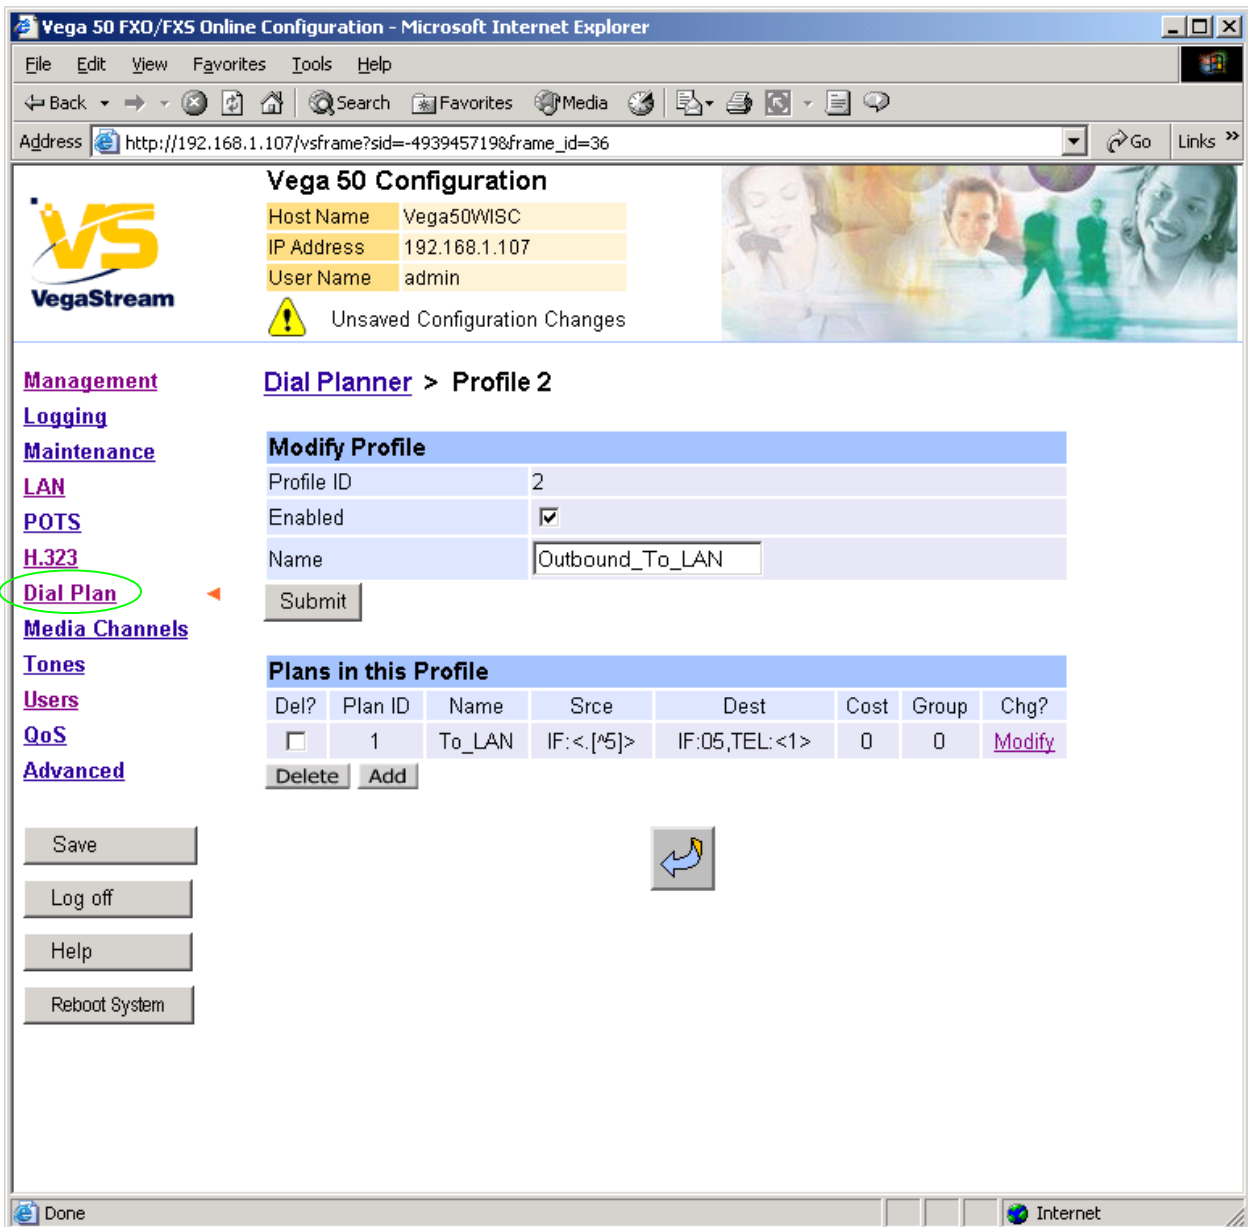 Vega 50 FXO/FXS Online Configuration - Microsoft Internet Explorer
File Edit View Favorites Tools Help
Back Search Favorites Media
Address http://192.168.1.107/vsframe?sid=-493945719&frame_id=36 Go Links »
VS
VegaStream
Vega 50 Configuration
Host Name Vega50WISC
IP Address 192.168.1.107
User Name admin
Unsaved Configuration Changes
Management
Logging
Maintenance
LAN
POTS
H.323
Dial Plan
Media Channels
Tones
Users
QoS
Advanced
Save
Log off
Help
Reboot System
Dial Planner > Profile 2
Modify Profile
Profile ID 2
Enabled
Name Outbound_To_LAN
Submit
Plans in this Profile
Del? Plan ID Name Srce Dest Cost Group Chg?
1 To_LAN IF:<.[^5]> IF:05,TEL:<1> 0 0 Modify
Delete Add
Done Internet